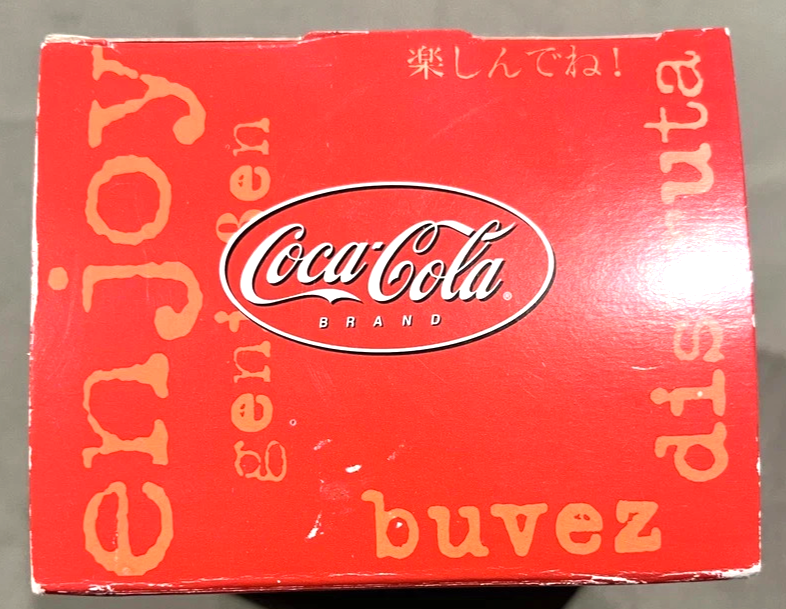 楽しんでね!
enjoy
genießen
Coca-Cola®
BRAND
disfruta
buvez